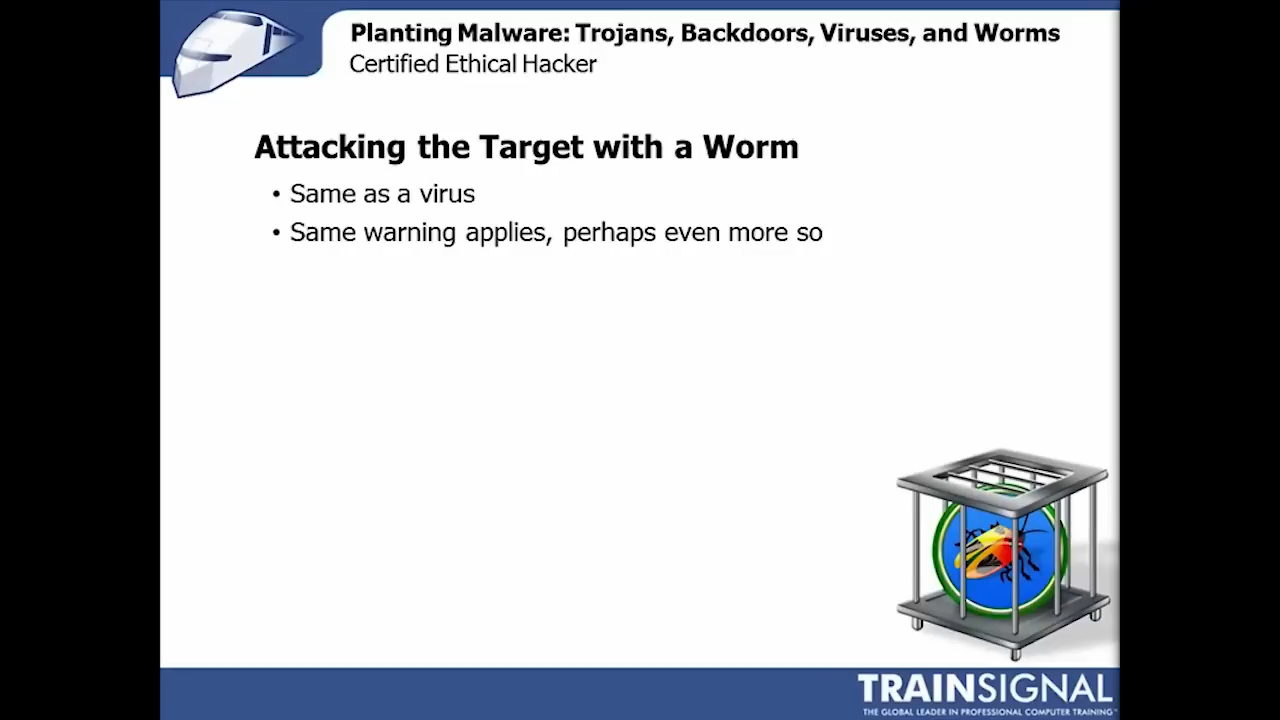 Planting Malware: Trojans, Backdoors, Viruses, and Worms
Certified Ethical Hacker
Attacking the Target with a Worm
• Same as a virus
• Same warning applies, perhaps even more so
TRAINSIGNAL
THE GLOBAL LEADER IN PROFESSIONAL COMPUTER TRAINING